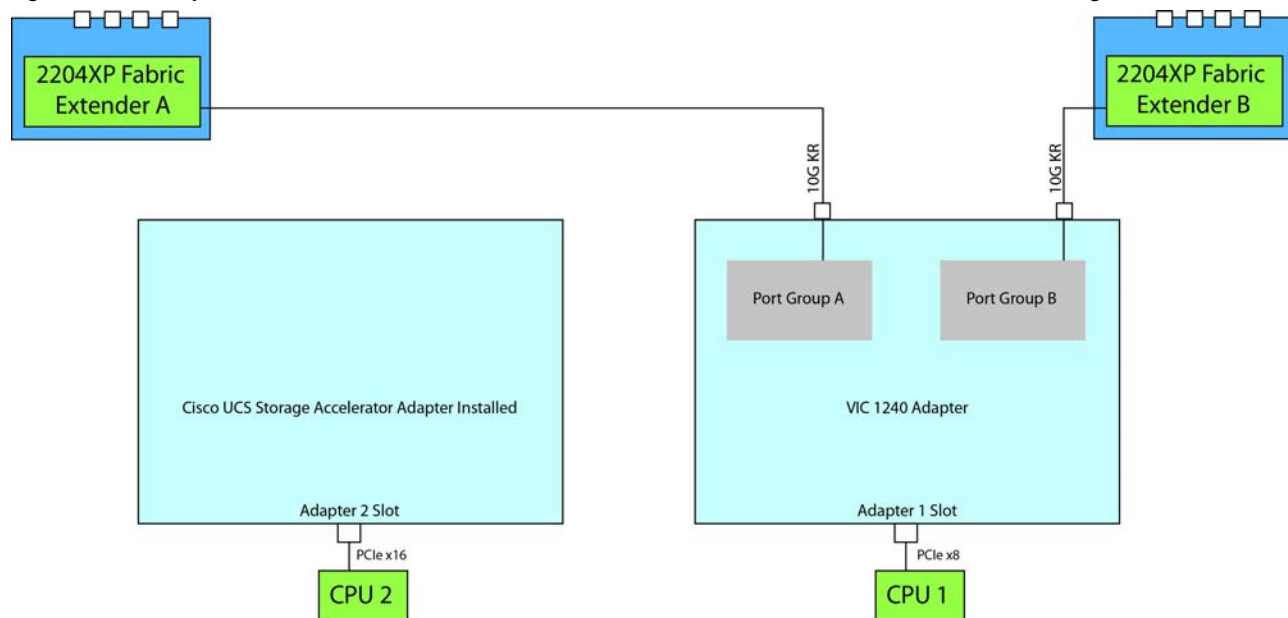 2204XP Fabric
Extender A
2204XP Fabric
Extender B
10G KR
10G KR
Port Group A
Port Group B
Cisco UCS Storage Accelerator Adapter Installed
VIC 1240 Adapter
Adapter 2 Slot
Adapter 1 Slot
PCIe x16
PCIe x8
CPU 2
CPU 1